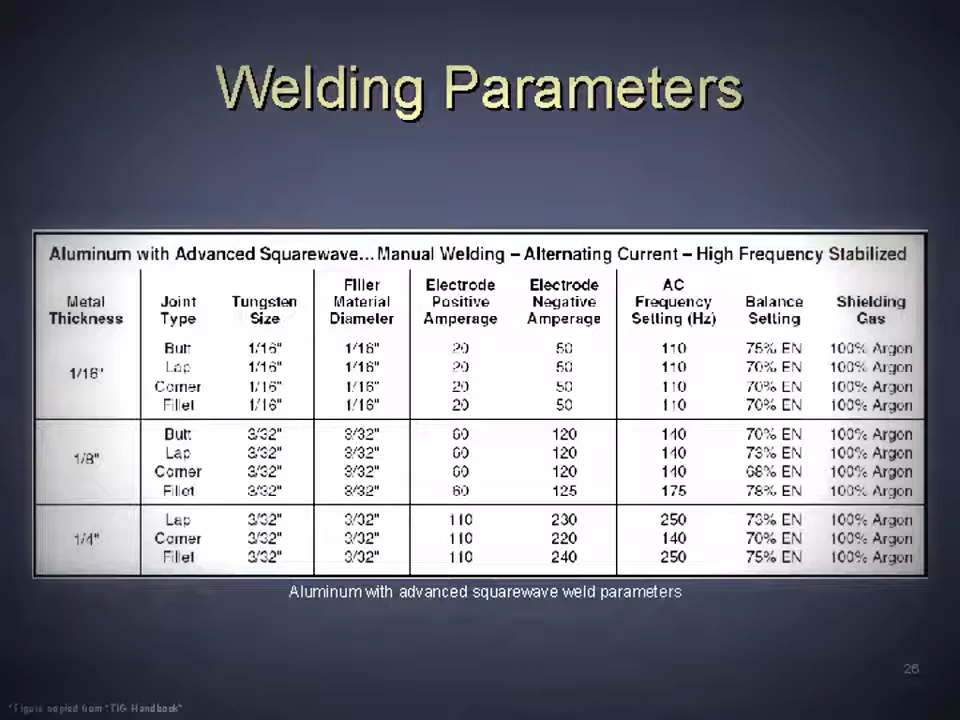 Welding Parameters
Aluminum with Advanced Squarewave...Manual Welding – Alternating Current – High Frequency Stabilized
Metal Thickness Joint Type Tungsten Size Filler Material Diameter Electrode Positive Amperage Electrode Negative Amperage AC Frequency Setting (Hz) Balance Setting Shielding Gas
1/16" Butt 1/16" 1/16" 20 50 110 75% EN 100% Argon
Lap 1/16" 1/16" 20 50 110 70% EN 100% Argon
Corner 1/16" 1/16" 20 50 110 70% EN 100% Argon
Fillet 1/16" 1/16" 20 50 110 70% EN 100% Argon
1/8" Butt 3/32" 3/32" 60 120 140 70% EN 100% Argon
Lap 3/32" 3/32" 60 120 140 73% EN 100% Argon
Corner 3/32" 3/32" 60 120 140 68% EN 100% Argon
Fillet 3/32" 3/32" 60 125 175 78% EN 100% Argon
1/4" Lap 3/32" 3/32" 110 230 250 73% EN 100% Argon
Corner 3/32" 3/32" 110 220 140 70% EN 100% Argon
Fillet 3/32" 3/32" 110 240 250 75% EN 100% Argon
Aluminum with advanced squarewave weld parameters
26
*Figure copied from "TIG Handbook"